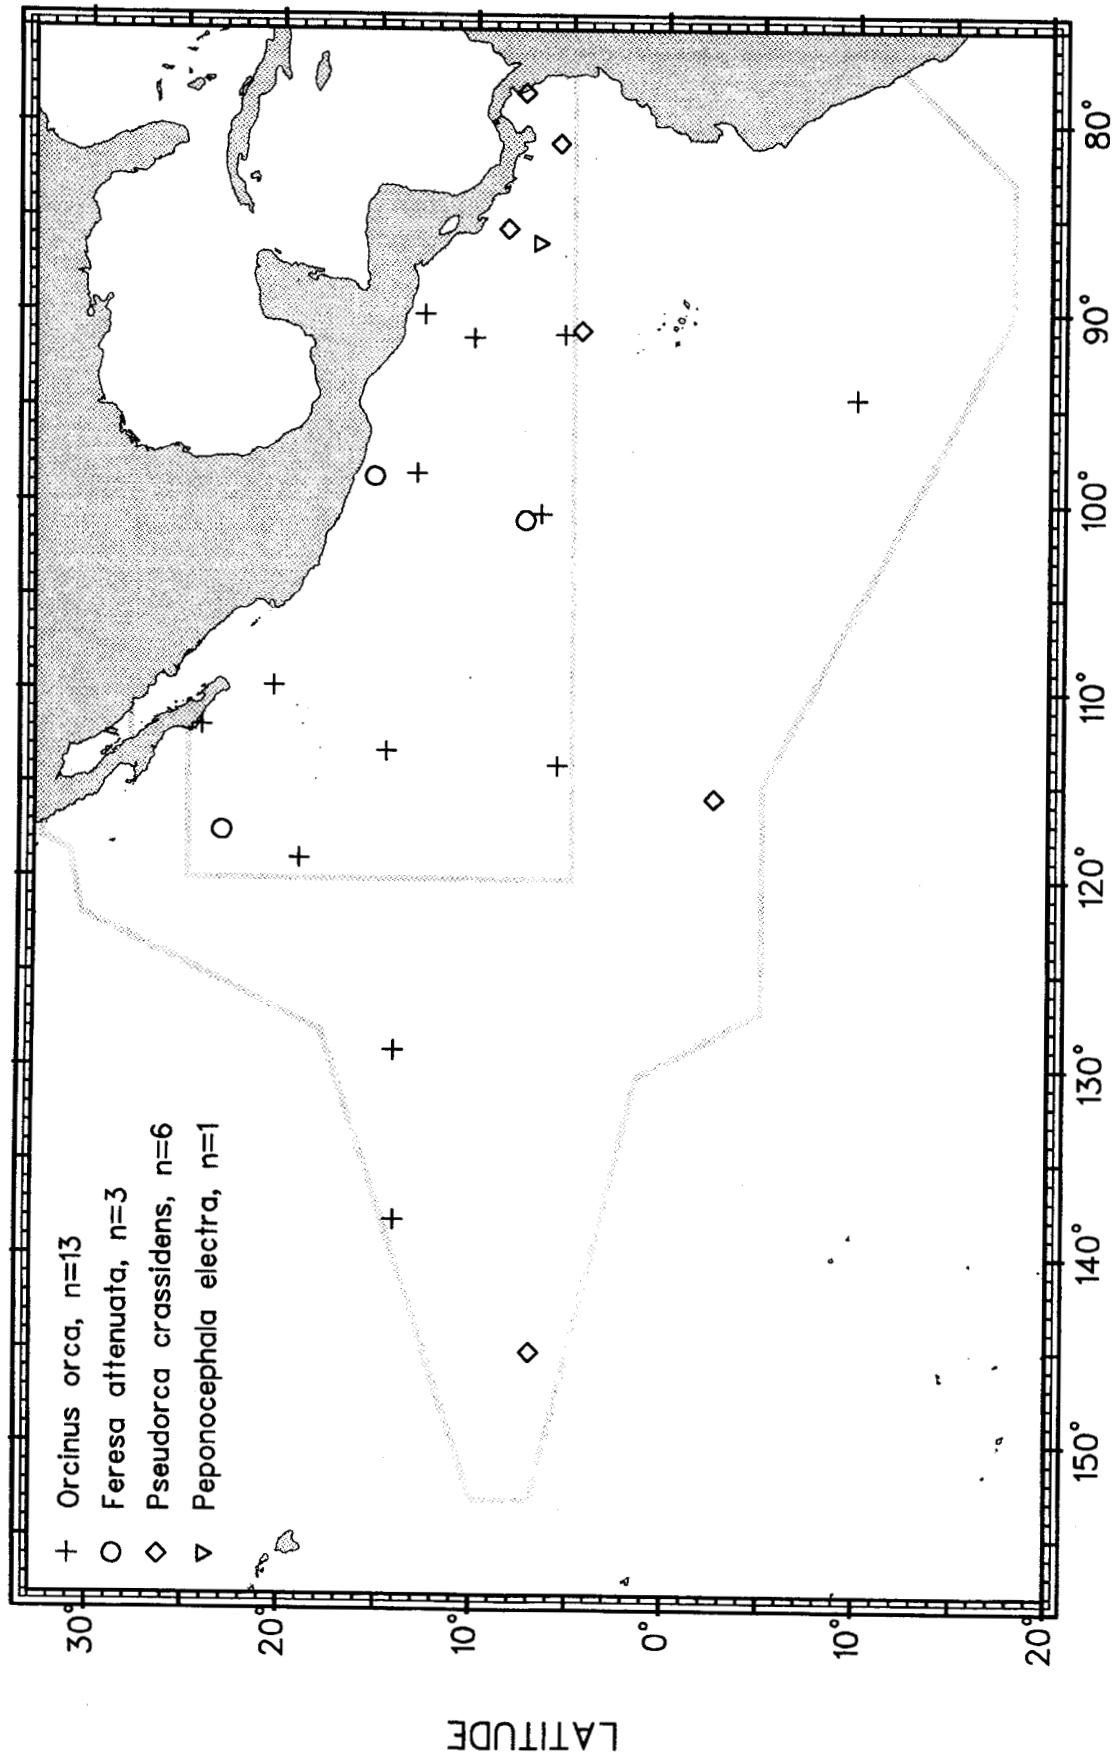 + Orcinus orca, n=13
○ Feresa attenuata, n=3
◇ Pseudorca crassidens, n=6
▽ Peponocephala electra, n=1
LATITUDE
30°
20°
10°
0°
10°
20°
150°
140°
130°
120°
110°
100°
90°
80°